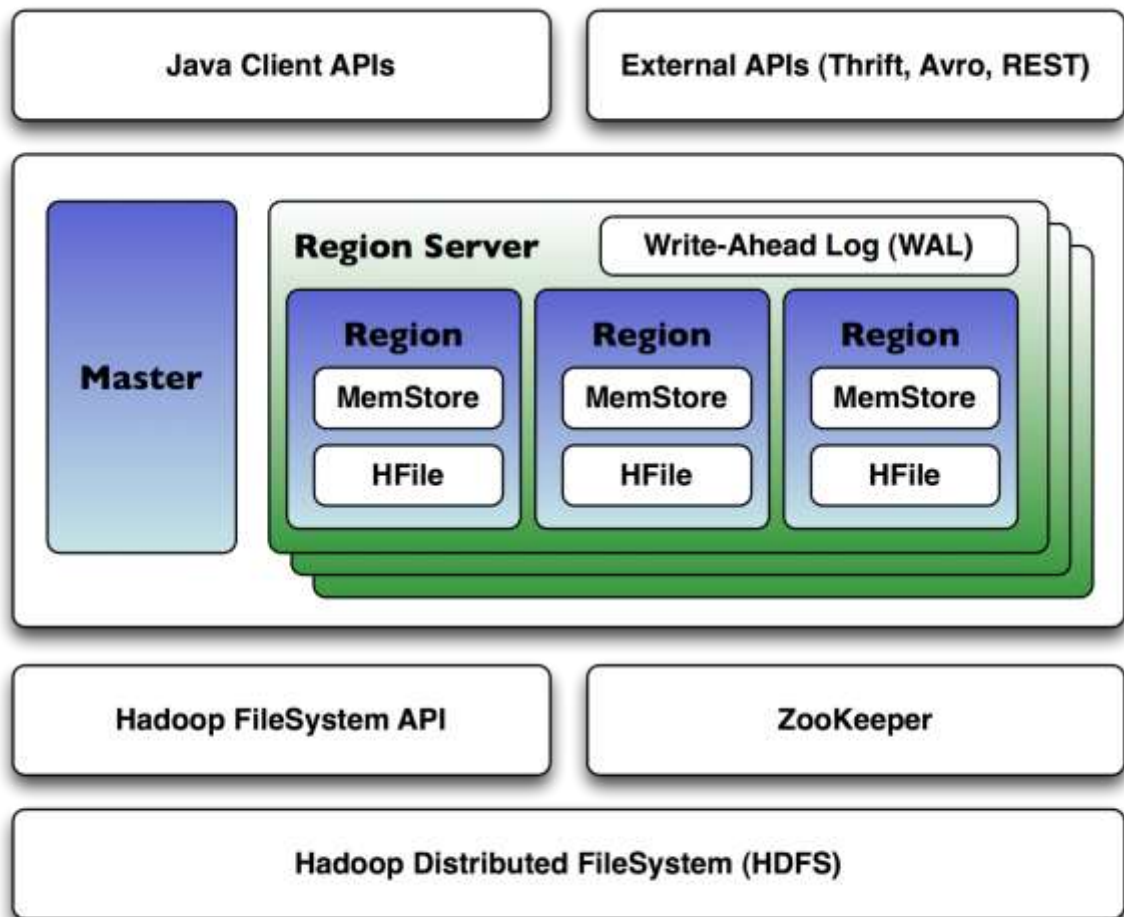 Java Client APIs
External APIs (Thrift, Avro, REST)
Master
Region Server
Write-Ahead Log (WAL)
Region
MemStore
HFile
Region
MemStore
HFile
Region
MemStore
HFile
Hadoop FileSystem API
ZooKeeper
Hadoop Distributed FileSystem (HDFS)